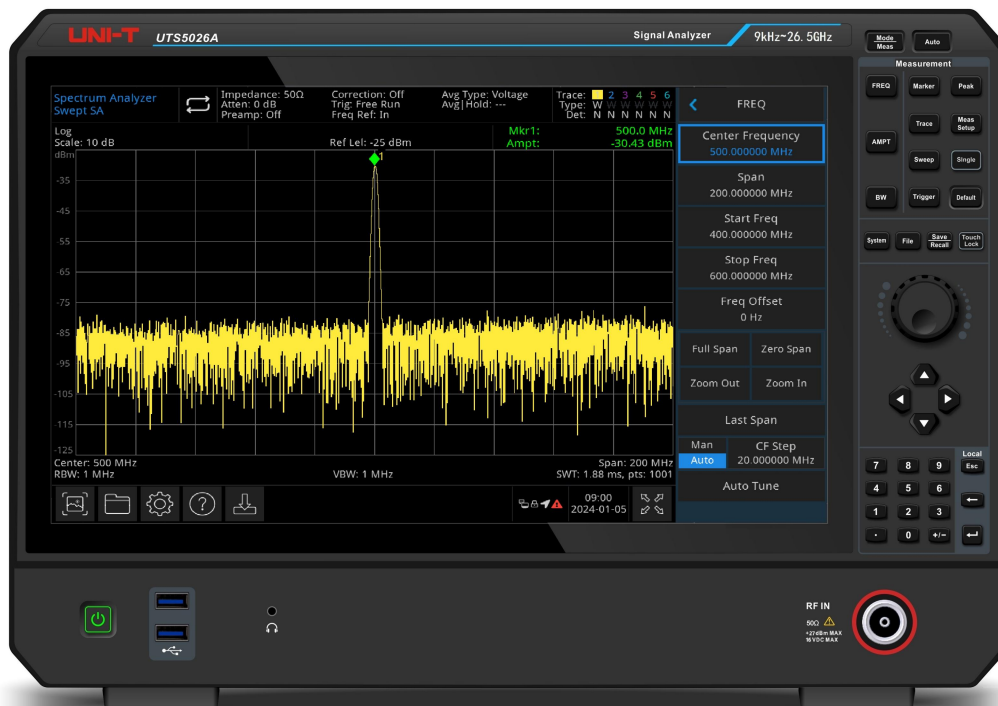 UNI-T UTS5026A
Signal Analyzer
9kHz~26.5GHz
Mode
Meas
Auto
Spectrum Analyzer
Swept SA
Impedance: 50Ω
Atten: 0 dB
Preamp: Off
Correction: Off
Trig: Free Run
Freq Ref: In
Avg Type: Voltage
Avg|Hold: ---
Trace: 1 2 3 4 5 6
Type: W W W W W W
Det: N N N N N N
Log
Scale: 10 dB
Ref Lel: -25 dBm
Mkr1: 500.0 MHz
Ampt: -30.43 dBm
dBm
1
-35
-45
-55
-65
-75
-85
-95
-105
-115
-125
Center: 500 MHz
RBW: 1 MHz
VBW: 1 MHz
Span: 200 MHz
SWT: 1.88 ms, pts: 1001
09:00
2024-01-05
FREQ
Center Frequency
500.000000 MHz
Span
200.000000 MHz
Start Freq
400.000000 MHz
Stop Freq
600.000000 MHz
Freq Offset
0 Hz
Full Span
Zero Span
Zoom Out
Zoom In
Last Span
Man
Auto
CF Step
20.000000 MHz
Auto Tune
Measurement
FREQ
Marker
Peak
Trace
Meas
Setup
AMPT
Sweep
Single
BW
Trigger
Default
System
File
Save
Recall
Touch
Lock
Local
7 8 9 Esc
4 5 6
1 2 3
. 0 +/-
RF IN
50Ω
+27dBm MAX
16 VDC MAX